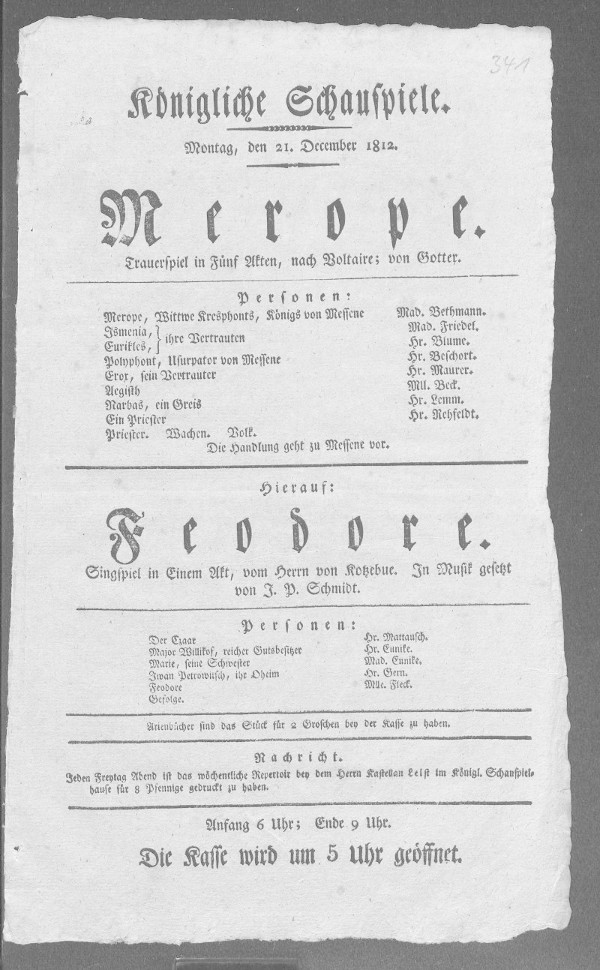 341
Königliche Schauspiele.
Montag, den 21. December 1812.
Merope.
Trauerspiel in Fünf Akten, nach Voltaire; von Gotter.
Personen:
Merope, Wittwe Kresphonts, Königs von Messene Mad. Bethmann.
Ismenia, } ihre Vertrauten Mad. Friedel.
Eurikles, Hr. Blume.
Polyphont, Usurpator von Messene Hr. Beschort.
Erox, sein Vertrauter Hr. Maurer.
Aegisth Mll. Beck.
Narbas, ein Greis Hr. Lemm.
Ein Priester Hr. Rehfeldt.
Priester. Wachen. Volk.
Die Handlung geht zu Messene vor.
Hierauf:
Feodore.
Singspiel in Einem Akt, vom Herrn von Kotzebue. In Musik gesetzt
von J. P. Schmidt.
Personen:
Der Czaar Hr. Mattausch.
Major Willikof, reicher Gutsbesitzer Hr. Eunike.
Marie, seine Schwester Mad. Eunike.
Iwan Petrowitsch, ihr Oheim Hr. Gern.
Feodore Mlle. Fleck.
Gefolge.
Arienbücher sind das Stück für 2 Groschen bey der Kasse zu haben.
Nachricht.
Jeden Freytag Abend ist das wöchentliche Repertoir bey dem Herrn Kastellan Leist im Königl. Schauspiel-
hause für 8 Pfennige gedruckt zu haben.
Anfang 6 Uhr; Ende 9 Uhr.
Die Kasse wird um 5 Uhr geöffnet.